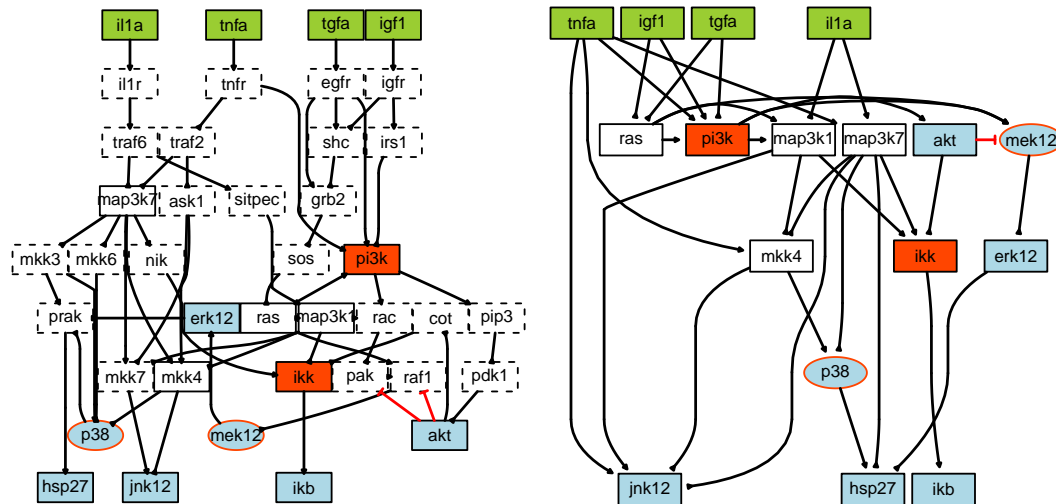 il1a
tnfa
tgfa
igf1
il1r
tnfr
egfr
igfr
traf6
traf2
shc
irs1
map3k7
ask1
sitpec
grb2
mkk3
mkk6
nik
sos
pi3k
prak
erk12
ras
map3k1
rac
cot
pip3
mkk7
mkk4
ikk
pak
raf1
pdk1
p38
mek12
akt
hsp27
jnk12
ikb
tnfa
igf1
tgfa
il1a
ras
pi3k
map3k1
map3k7
akt
mek12
mkk4
ikk
erk12
p38
jnk12
hsp27
ikb